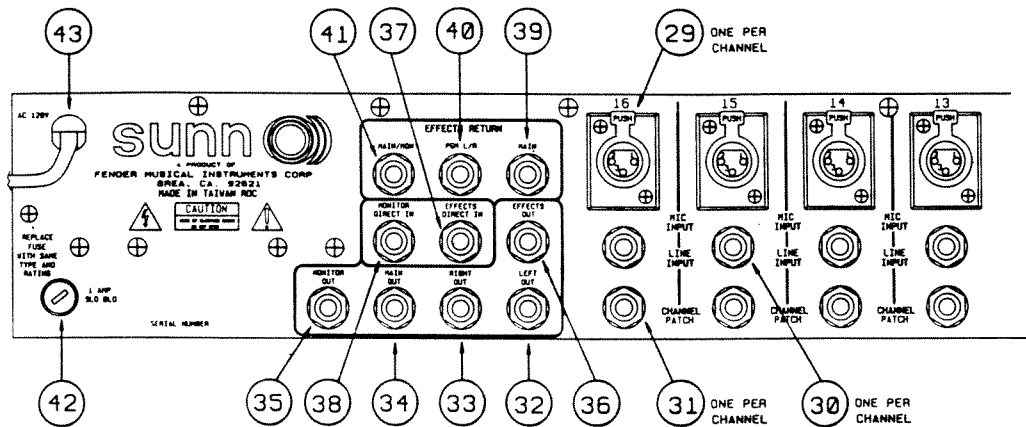 43
41
37
40
39
29 ONE PER CHANNEL
16
15
14
13
PUSH
PUSH
PUSH
PUSH
AC 120V
sunn
A PRODUCT OF
FENDER MUSICAL INSTRUMENTS CORP
BREA, CA. 92621
MADE IN TAIWAN ROC
CAUTION
EFFECTS RETURN
MAIN/MON
PGM L/R
MAIN
MONITOR DIRECT IN
EFFECTS DIRECT IN
EFFECTS OUT
MONITOR OUT
MAIN OUT
RIGHT OUT
LEFT OUT
REPLACE
FUSE
WITH SAME
TYPE AND
RATING
1 AMP
SLO BLO
SERIAL NUMBER
MIC INPUT
LINE INPUT
CHANNEL PATCH
MIC INPUT
LINE INPUT
CHANNEL PATCH
MIC INPUT
LINE INPUT
CHANNEL PATCH
42
35
38
34
33
32
36
31 ONE PER CHANNEL
30 ONE PER CHANNEL